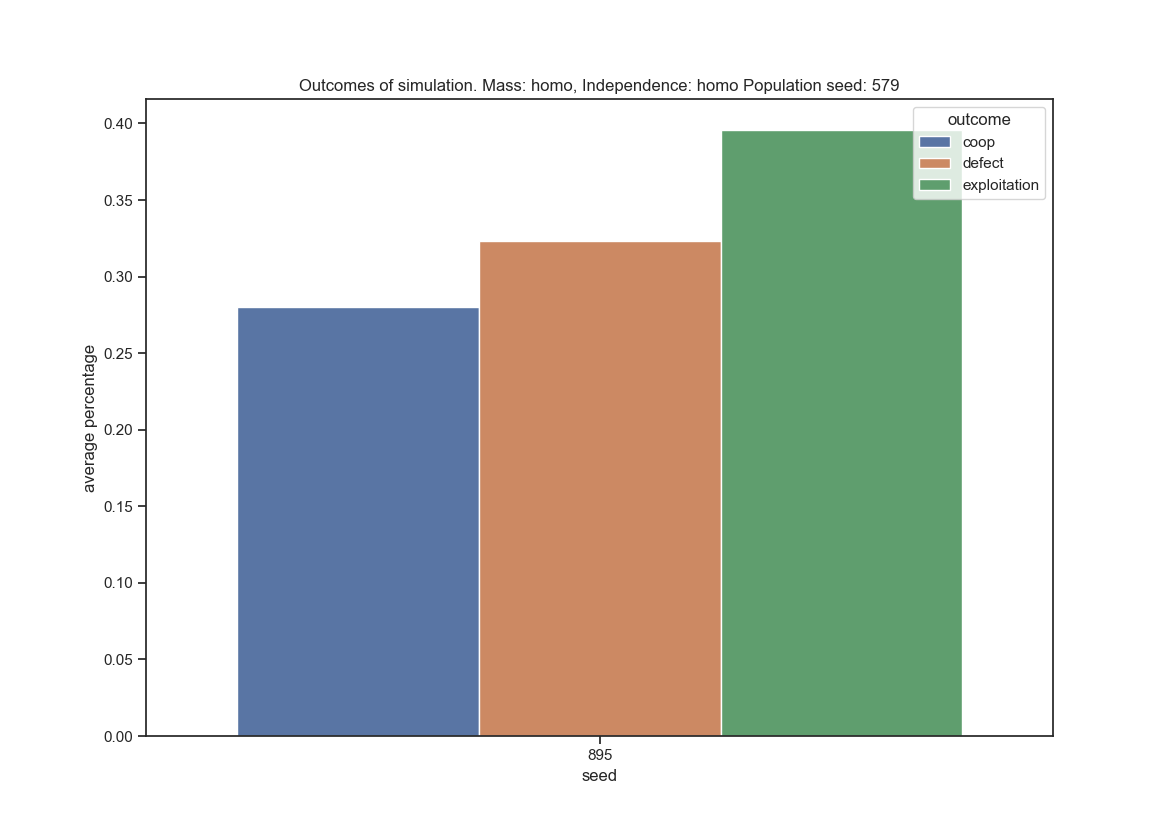 Outcomes of simulation. Mass: homo, Independence: homo Population seed: 579
outcome
coop
defect
exploitation
0.40
0.35
0.30
0.25
0.20
0.15
0.10
0.05
0.00
average percentage
895
seed